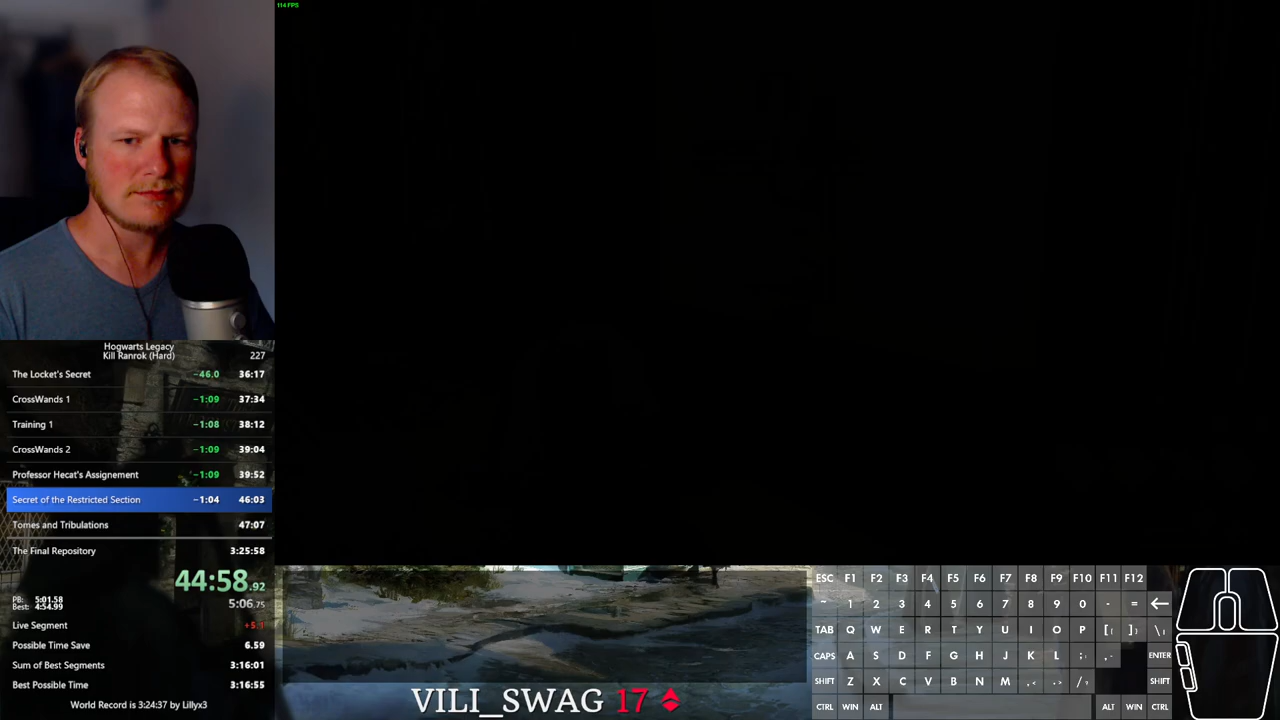 114 FPS
Hogwarts Legacy
Kill Ranrok (Hard) 227
The Locket's Secret -46.0 36:17
CrossWands 1 -1:09 37:34
Training 1 -1:08 38:12
CrossWands 2 -1:09 39:04
Professor Hecat's Assignement -1:09 39:52
Secret of the Restricted Section -1:04 46:03
Tomes and Tribulations 47:07
The Final Repository 3:25:58
44:58.92
PB: 5:01.58
Best: 4:54.99
5:06.75
Live Segment +5.1
Possible Time Save 6.59
Sum of Best Segments 3:16:01
Best Possible Time 3:16:55
World Record is 3:24:37 by Lillyx3
VILI_SWAG 17
ESC F1 F2 F3 F4 F5 F6 F7 F8 F9 F10 F11 F12
~ 1 2 3 4 5 6 7 8 9 0 - = ←
TAB Q W E R T Y U I O P [{ ]} \|
CAPS A S D F G H J K L ;: ,. ENTER
SHIFT Z X C V B N M ,< .> /? SHIFT
CTRL WIN ALT ALT WIN CTRL